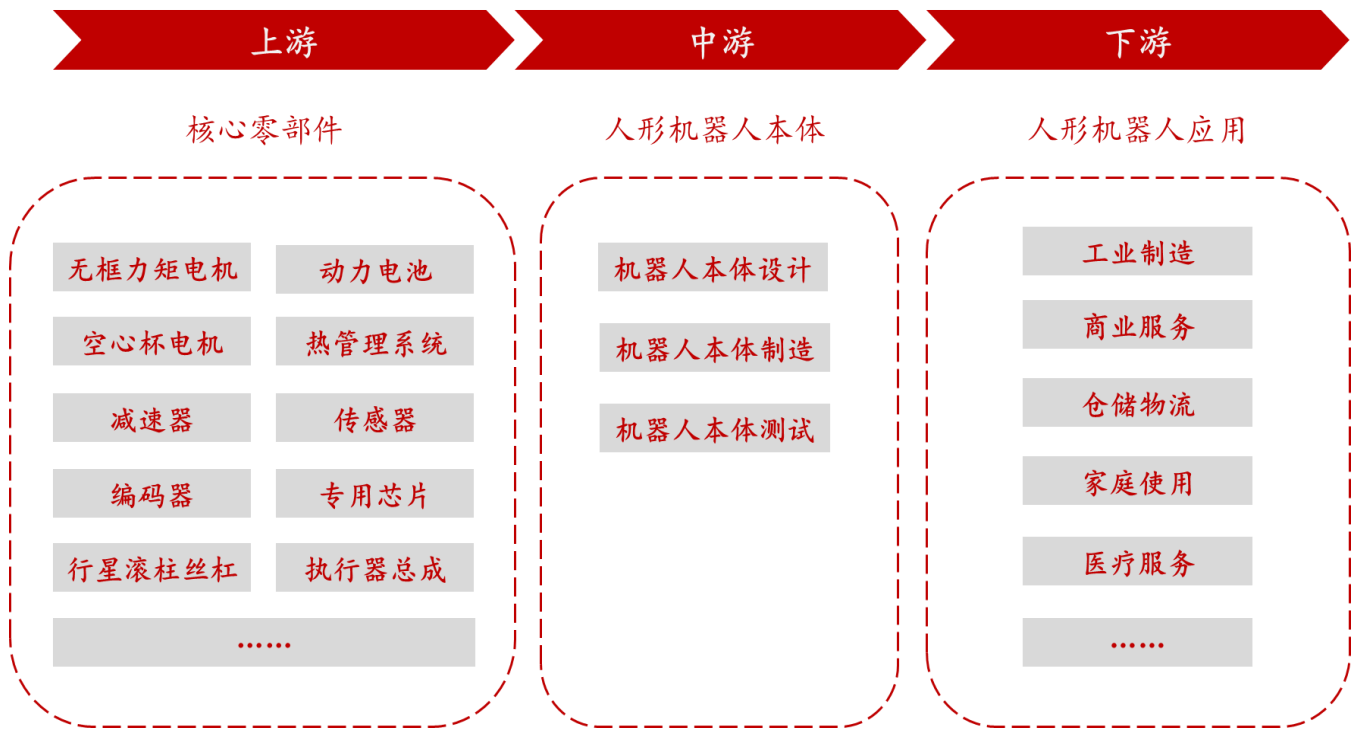 上游
中游
下游
核心零部件
人形机器人本体
人形机器人应用
无框力矩电机
动力电池
空心杯电机
热管理系统
减速器
传感器
编码器
专用芯片
行星滚柱丝杠
执行器总成
……
机器人本体设计
机器人本体制造
机器人本体测试
工业制造
商业服务
仓储物流
家庭使用
医疗服务
……